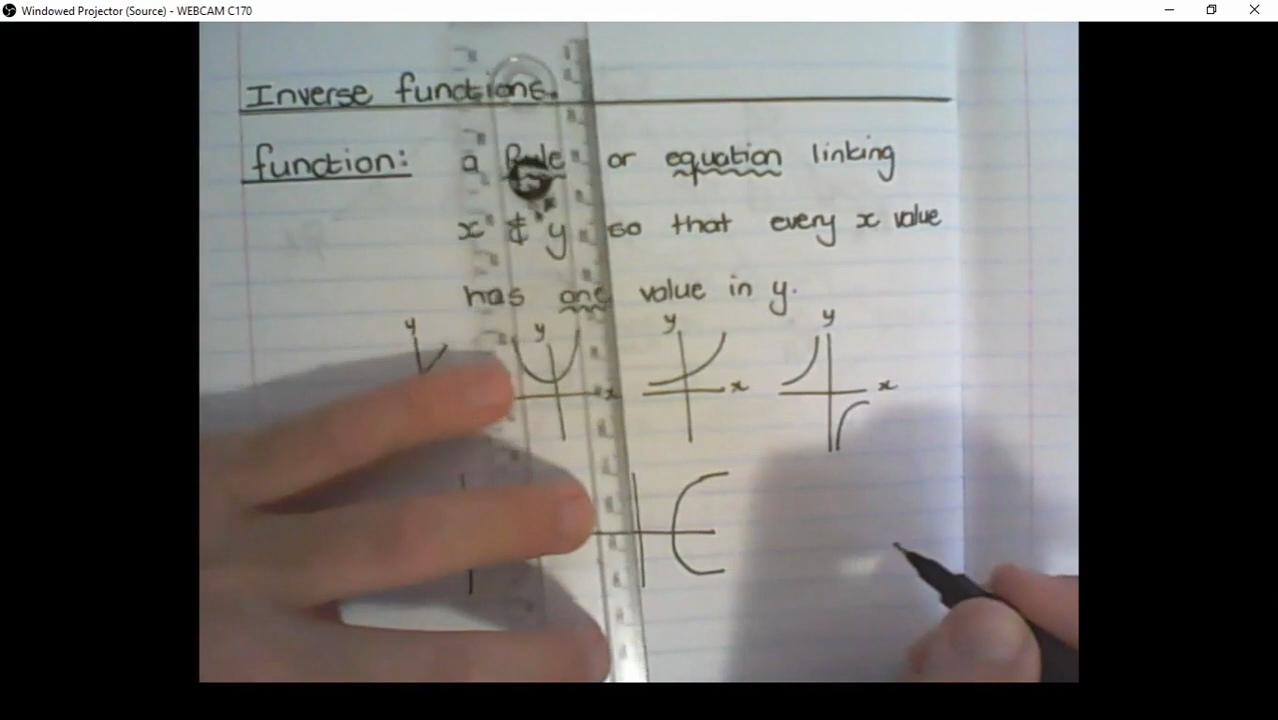 Windowed Projector (Source) - WEBCAM C170
Inverse functions.
function: a Rule or equation linking
x & y so that every x value
has one value in y.
y y y y
x x x